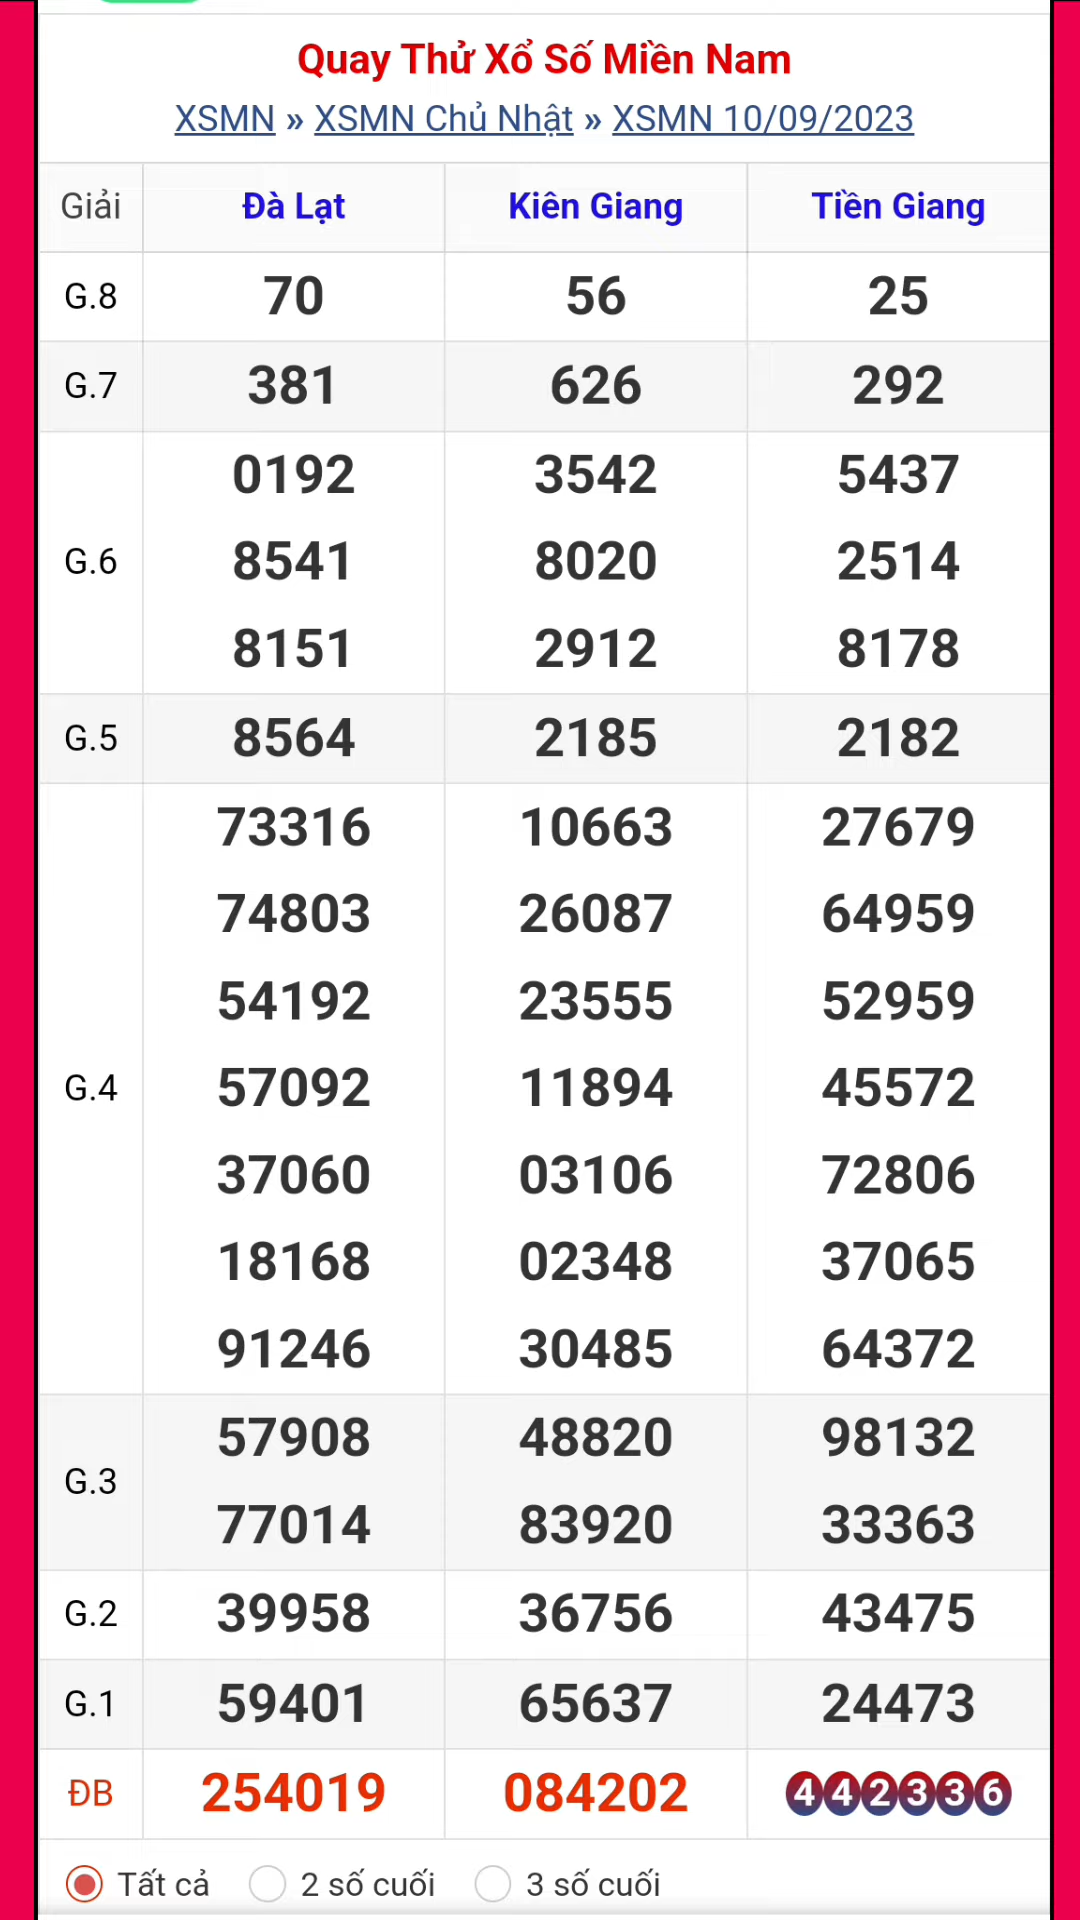 Quay Thử Xổ Số Miền Nam
XSMN » XSMN Chủ Nhật » XSMN 10/09/2023
Giải Đà Lạt Kiên Giang Tiền Giang
G.8 70 56 25
G.7 381 626 292
0192 3542 5437
G.6 8541 8020 2514
8151 2912 8178
G.5 8564 2185 2182
73316 10663 27679
74803 26087 64959
54192 23555 52959
G.4 57092 11894 45572
37060 03106 72806
18168 02348 37065
91246 30485 64372
57908 48820 98132
G.3
77014 83920 33363
G.2 39958 36756 43475
G.1 59401 65637 24473
ĐB 254019 084202 442336
Tất cả 2 số cuối 3 số cuối